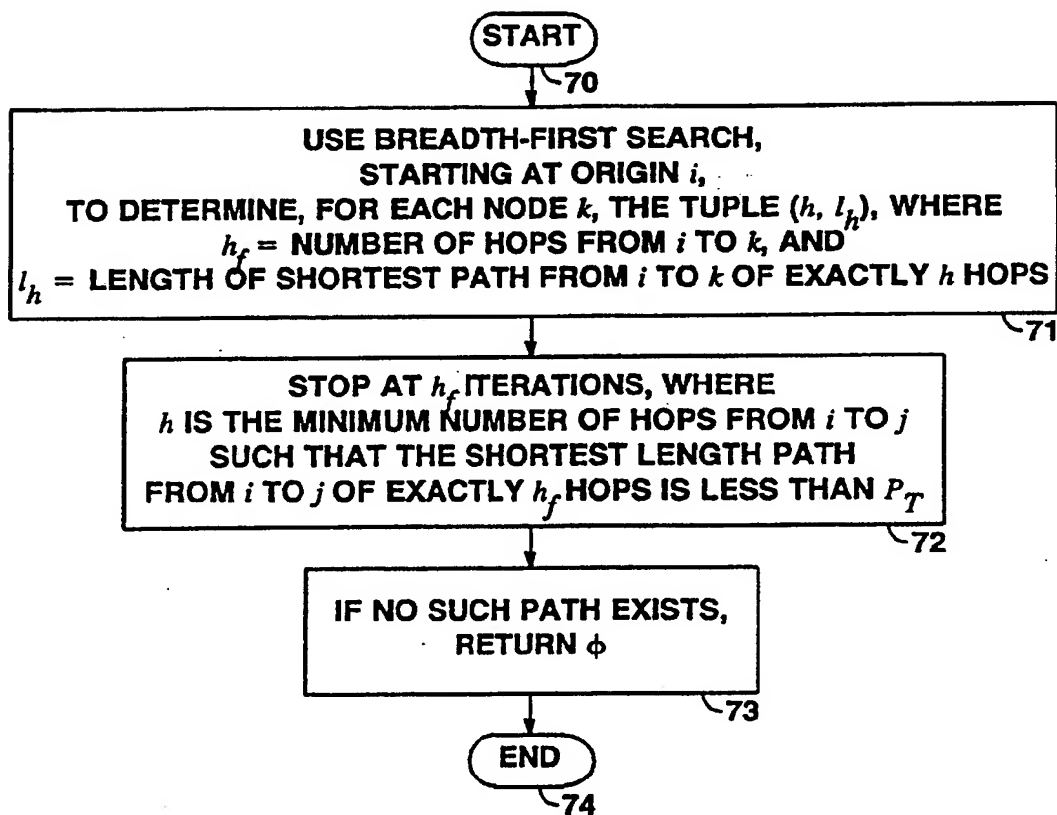 START
70
USE BREADTH-FIRST SEARCH,
STARTING AT ORIGIN i,
TO DETERMINE, FOR EACH NODE k, THE TUPLE (h, l_h), WHERE
h_f = NUMBER OF HOPS FROM i TO k, AND
l_h = LENGTH OF SHORTEST PATH FROM i TO k OF EXACTLY h HOPS
71
STOP AT h_f ITERATIONS, WHERE
h IS THE MINIMUM NUMBER OF HOPS FROM i TO j
SUCH THAT THE SHORTEST LENGTH PATH
FROM i TO j OF EXACTLY h_f HOPS IS LESS THAN P_T
72
IF NO SUCH PATH EXISTS,
RETURN ϕ
73
END
74